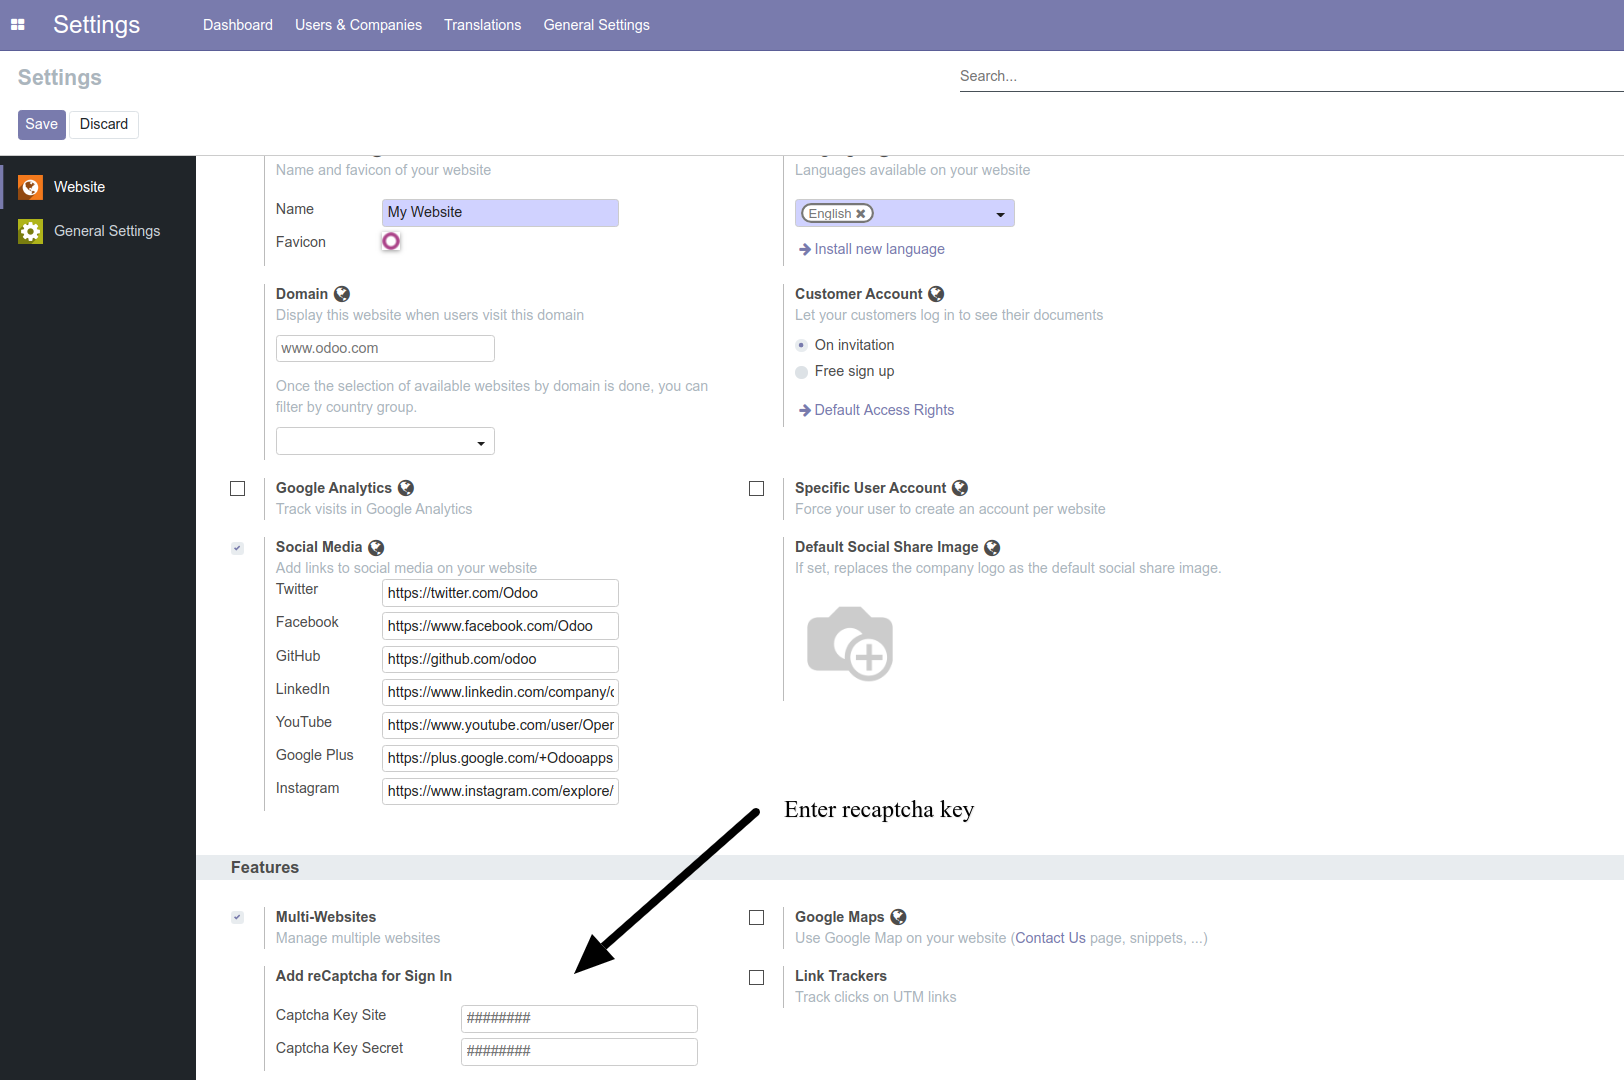 Settings
Dashboard
Users & Companies
Translations
General Settings
Settings
Search...
Save
Discard
Website
General Settings
Name and favicon of your website
Name
My Website
Favicon
Languages available on your website
English
Install new language
Domain
Display this website when users visit this domain
www.odoo.com
Once the selection of available websites by domain is done, you can
filter by country group.
Customer Account
Let your customers log in to see their documents
On invitation
Free sign up
Default Access Rights
Google Analytics
Track visits in Google Analytics
Specific User Account
Force your user to create an account per website
Social Media
Add links to social media on your website
Twitter
https://twitter.com/Odoo
Facebook
https://www.facebook.com/Odoo
GitHub
https://github.com/odoo
LinkedIn
https://www.linkedin.com/company/
YouTube
https://www.youtube.com/user/Oper
Google Plus
https://plus.google.com/+Odooapps
Instagram
https://www.instagram.com/explore/
Default Social Share Image
If set, replaces the company logo as the default social share image.
Enter recaptcha key
Features
Multi-Websites
Manage multiple websites
Google Maps
Use Google Map on your website (Contact Us page, snippets, ...)
Add reCaptcha for Sign In
Captcha Key Site
########
Captcha Key Secret
########
Link Trackers
Track clicks on UTM links